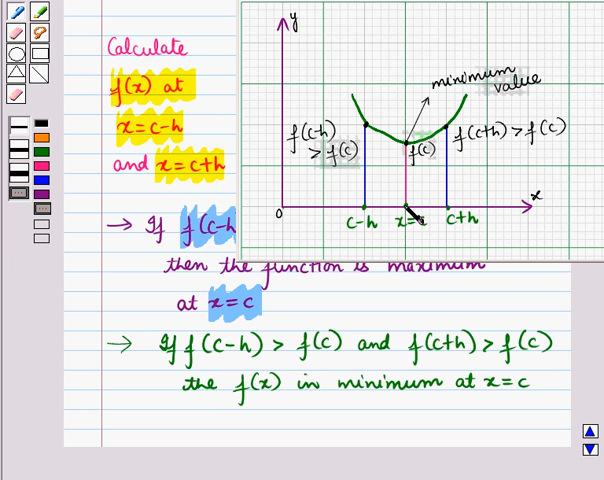 Calculate
f(x) at
x=c-h
and x=c+h
→ If f(c-h
then the function is maximum
at x=c
→ If f(c-h) > f(c) and f(c+h) > f(c)
the f(x) in minimum at x=c
y
minimum
value
f(c-h)
> f(c)
f(c)
f(c+h) > f(c)
0
c-h
x=c
c+h
x